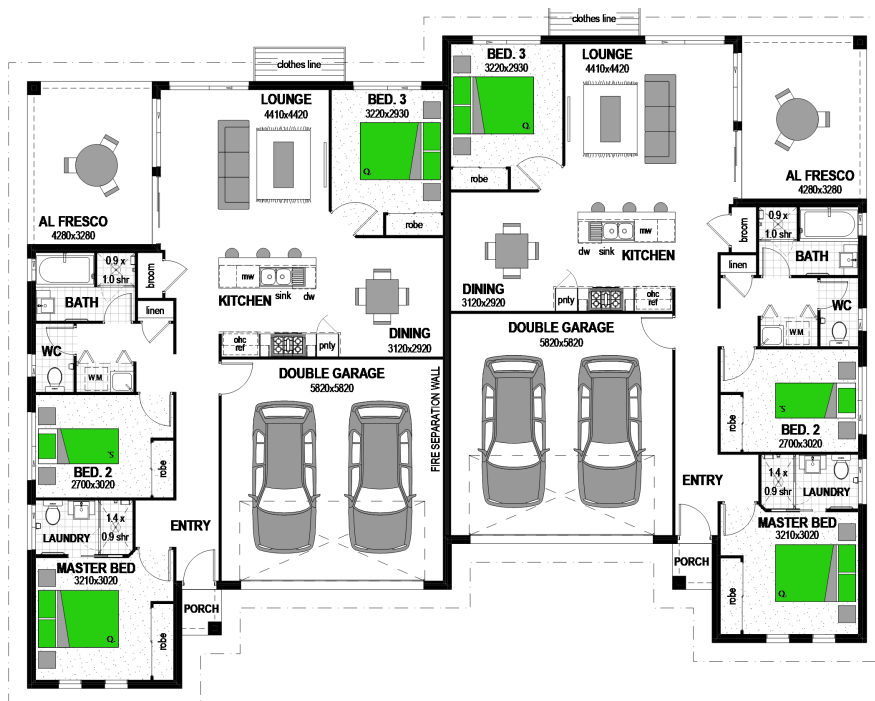 clothes line
BED. 3
3220x2930
LOUNGE
4410x4420
AL FRESCO
4280x3280
robe
dw
sink
mw
KITCHEN
broom
0.9 x
1.0 shr
BATH
linen
DINING
3120x2920
pnty
ohc
ref
WC
W.M
DOUBLE GARAGE
5820x5820
S
BED. 2
2700x3020
robe
ENTRY
1.4 x
0.9 shr
LAUNDRY
MASTER BED
3210x3020
PORCH
robe
Q.
Q.
clothes line
LOUNGE
4410x4420
BED. 3
3220x2930
Q.
AL FRESCO
4280x3280
robe
0.9 x
1.0 shr
broom
BATH
linen
mw
KITCHEN
sink
dw
DINING
3120x2920
ohc
ref
pnty
WC
W.M
DOUBLE GARAGE
5820x5820
FIRE SEPARATION WALL
S
BED. 2
2700x3020
robe
LAUNDRY
1.4 x
0.9 shr
ENTRY
MASTER BED
3210x3020
PORCH
robe
Q.